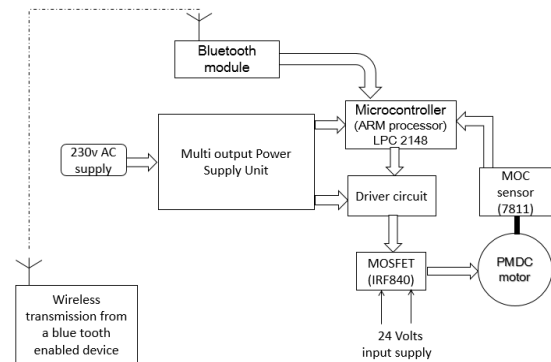 Bluetooth
module
Microcontroller
(ARM processor)
LPC 2148
230v AC
supply
Multi output Power
Supply Unit
MOC
sensor
(7811)
Driver circuit
MOSFET
(IRF840)
PMDC
motor
Wireless
transmission from
a blue tooth
enabled device
24 Volts
input supply